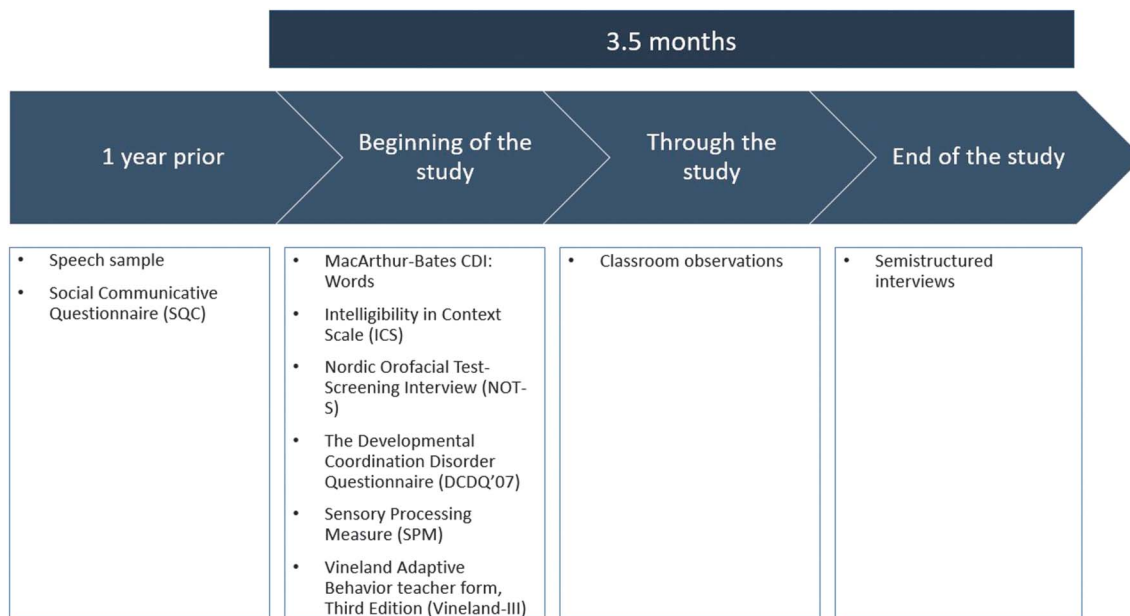 3.5 months
1 year prior
Beginning of the
study
Through the
study
End of the study
• Speech sample
• Social Communicative
Questionnaire (SQC)
• MacArthur-Bates CDI:
Words
• Intelligibility in Context
Scale (ICS)
• Nordic Orofacial Test-
Screening Interview (NOT-
S)
• The Developmental
Coordination Disorder
Questionnaire (DCDQ’07)
• Sensory Processing
Measure (SPM)
• Vineland Adaptive
Behavior teacher form,
Third Edition (Vineland-III)
• Classroom observations
• Semistructured
interviews